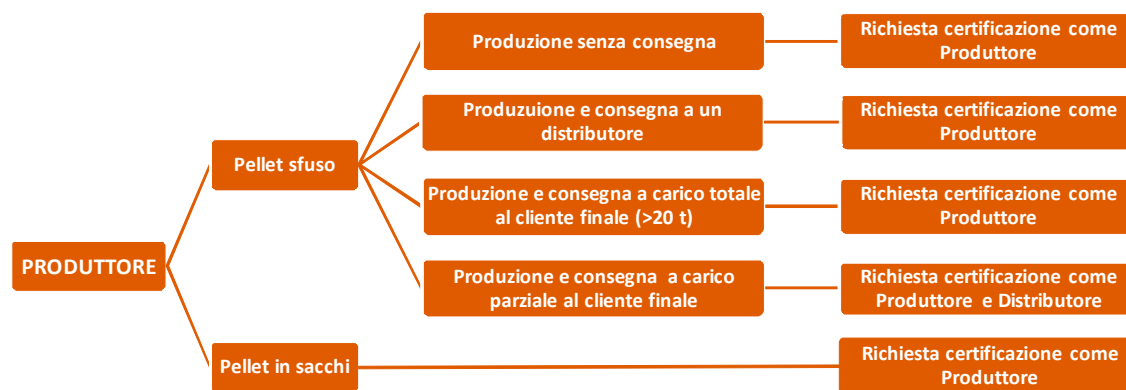 Produzione senza consegna
Richiesta certificazione come
Produttore
Produzuione e consegna a un
distributore
Richiesta certificazione come
Produttore
Pellet sfuso
Produzione e consegna a carico totale
al cliente finale (>20 t)
Richiesta certificazione come
Produttore
PRODUTTORE
Produzione e consegna a carico
parziale al cliente finale
Richiesta certificazione come
Produttore e Distributore
Pellet in sacchi
Richiesta certificazione come
Produttore